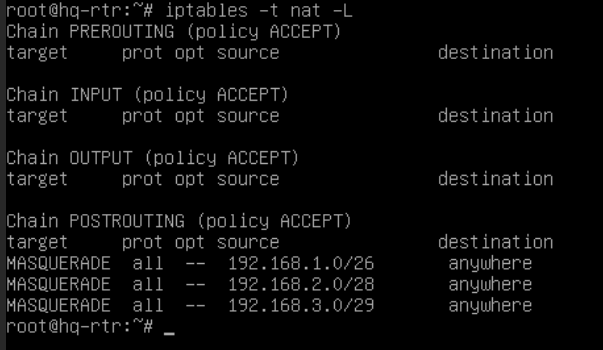 root@hq-rtr:~# iptables -t nat -L
Chain PREROUTING (policy ACCEPT)
target     prot opt source               destination

Chain INPUT (policy ACCEPT)
target     prot opt source               destination

Chain OUTPUT (policy ACCEPT)
target     prot opt source               destination

Chain POSTROUTING (policy ACCEPT)
target     prot opt source               destination
MASQUERADE  all  --  192.168.1.0/26       anywhere
MASQUERADE  all  --  192.168.2.0/28       anywhere
MASQUERADE  all  --  192.168.3.0/29       anywhere
root@hq-rtr:~# _